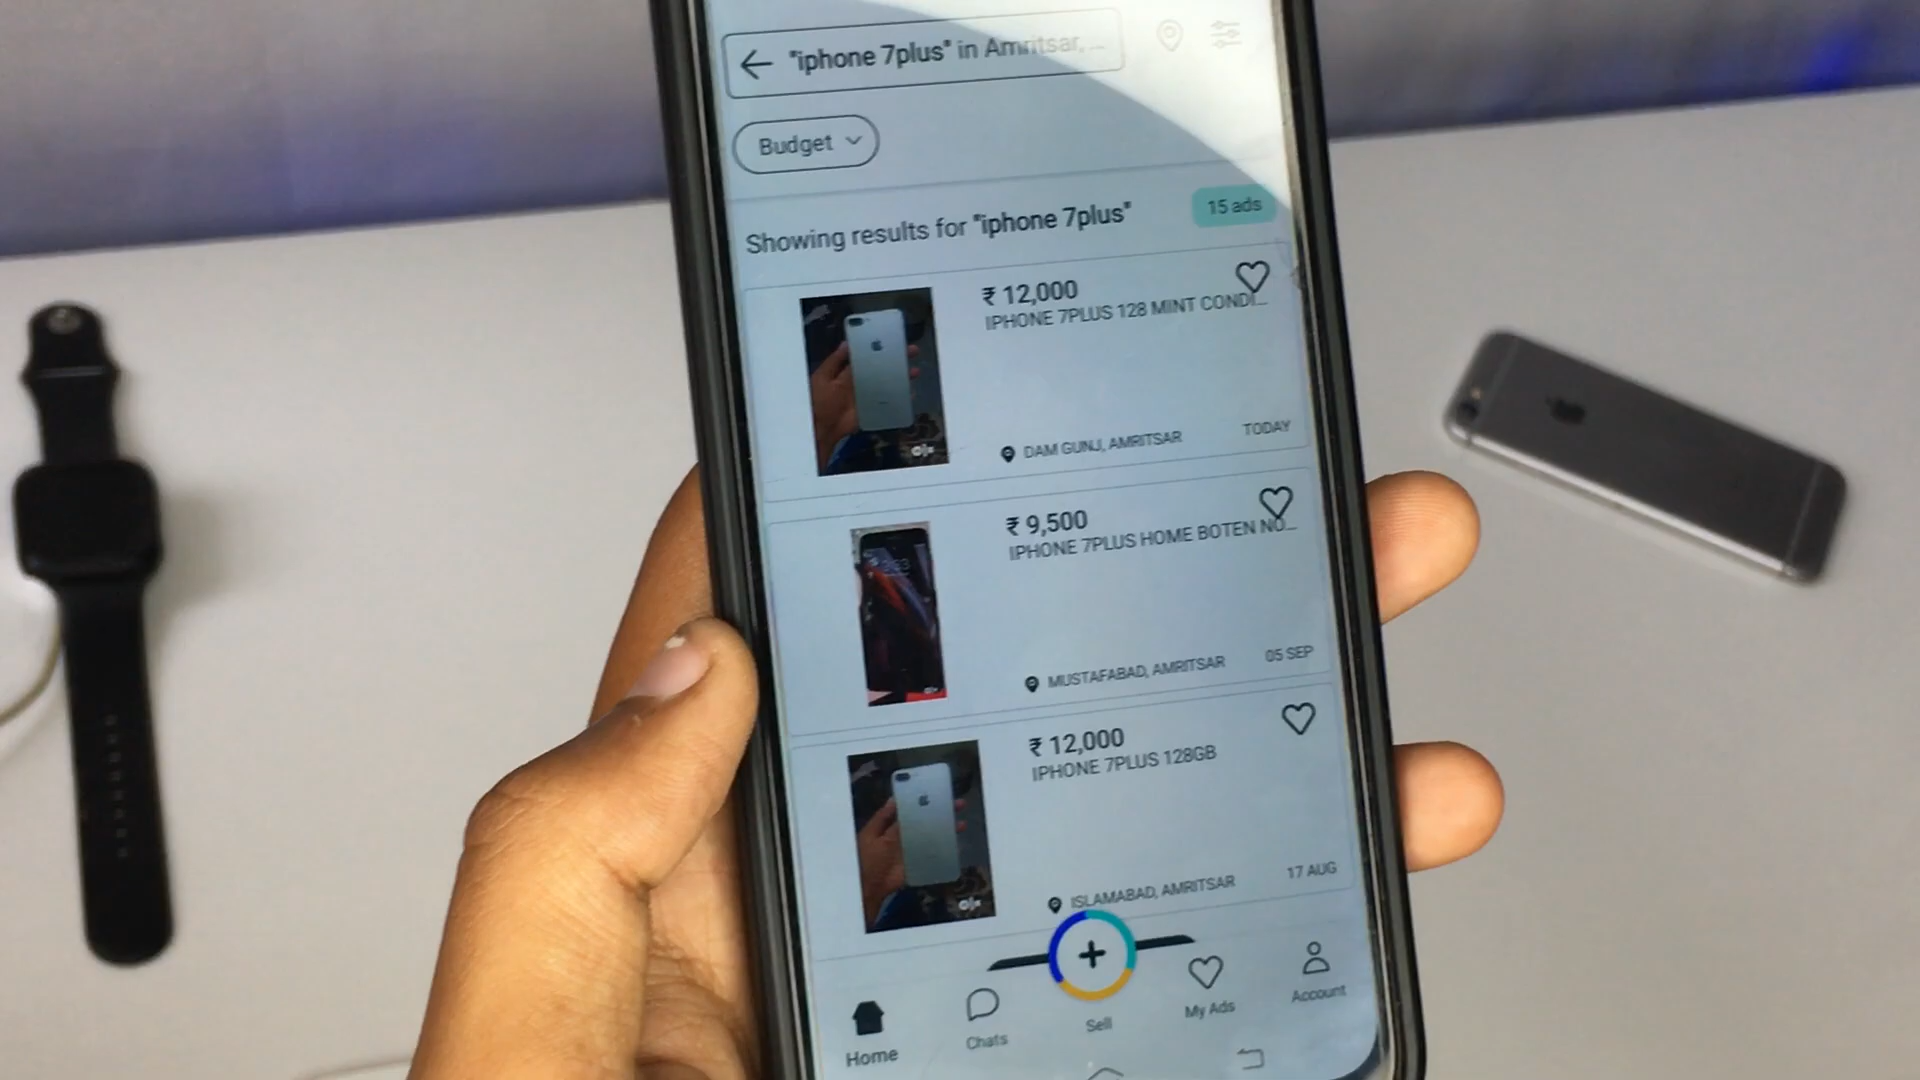 "iphone 7plus" in Amritsar, ...
Budget
Showing results for "iphone 7plus"
15 ads
₹ 12,000
IPHONE 7PLUS 128 MINT CONDI...
DAM GUNJ, AMRITSAR
TODAY
olx
₹ 9,500
IPHONE 7PLUS HOME BOTEN NO...
MUSTAFABAD, AMRITSAR
05 SEP
₹ 12,000
IPHONE 7PLUS 128GB
ISLAMABAD, AMRITSAR
17 AUG
olx
Home
Chats
Sell
My Ads
Account